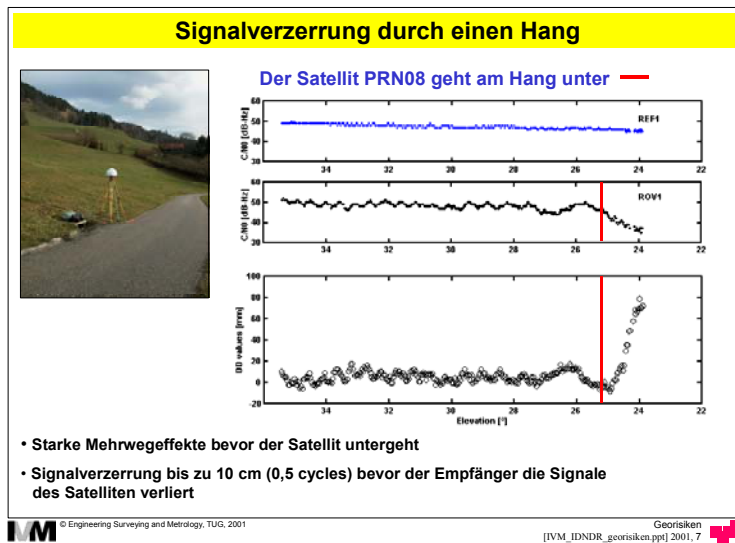 Signalverzerrung durch einen Hang
Der Satellit PRN08 geht am Hang unter
60
50
40
30
C/N0 [dB-Hz]
REF1
34 32 30 28 26 24 22
60
50
40
30
C/N0 [dB-Hz]
ROV1
34 32 30 28 26 24 22
100
80
60
40
20
0
-20
DD values [mm]
34 32 30 28 26 24 22
Elevation [°]
• Starke Mehrwegeffekte bevor der Satellit untergeht
• Signalverzerrung bis zu 10 cm (0,5 cycles) bevor der Empfänger die Signale
des Satelliten verliert
IVM © Engineering Surveying and Metrology, TUG, 2001
Georisiken
[IVM_IDNDR_georisiken.ppt] 2001, 7